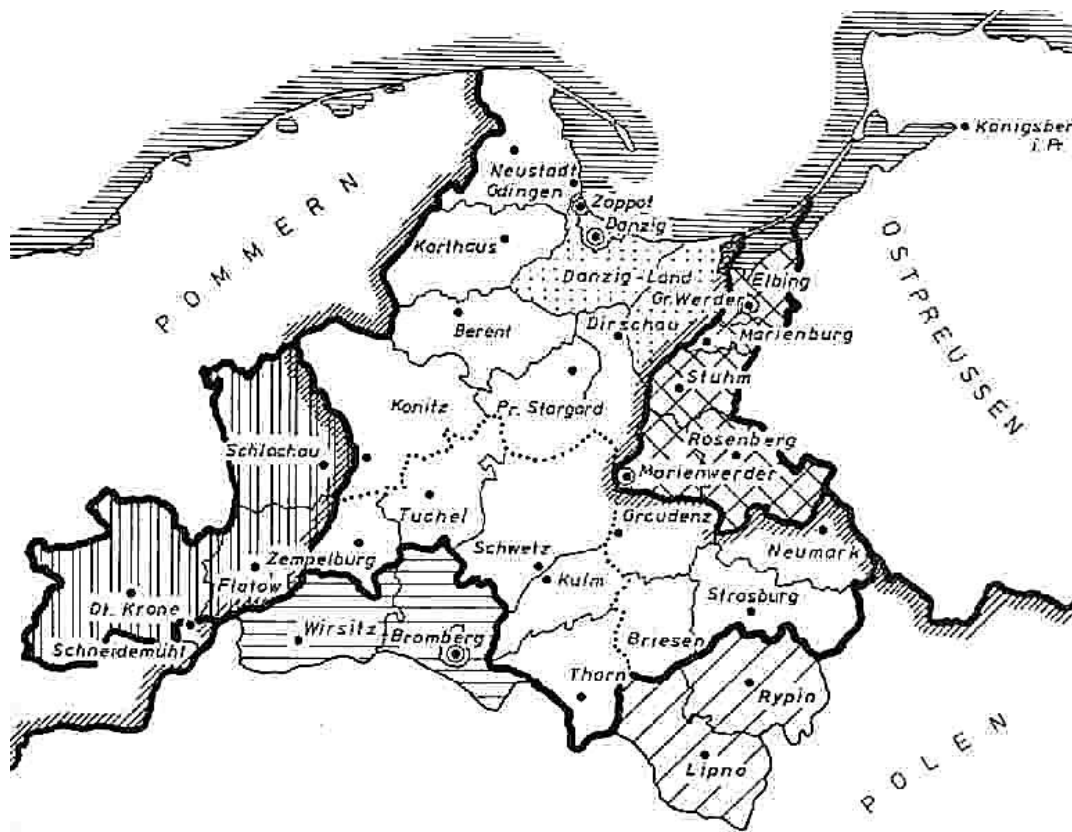 Königsber
i. Pr.
Neustadt
Gdingen
Zoppot
Danzig
POMMERN
Karthaus
OSTPREUSSEN
Danzig-Land
Elbing
Gr. Werder
Berent
Dirschau
Marienburg
Stuhm
Konitz
Pr. Stargard
Schlochau
Rosenberg
Marienwerder
Tuchel
Graudenz
Zempelburg
Schwetz
Neumark
Flatow
Kulm
Dt. Krone
Strasburg
Schneidemühl
Wirsitz
Bromberg
Briesen
Thorn
Rypin
Lipno
POLEN